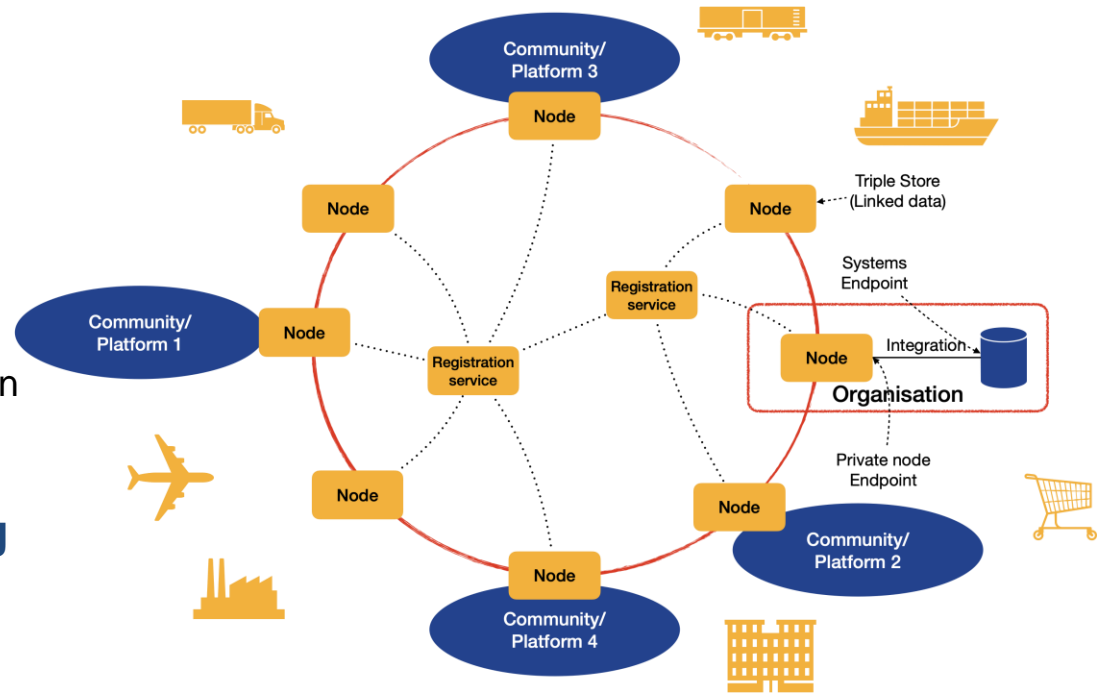 Community/
Platform 3
Node
Node
Node
Triple Store
(Linked data)
Systems
Endpoint
Registration
service
Community/
Platform 1
Node
Registration
service
Node
Integration
Organisation
n
Private node
Endpoint
Node
Node
g
Community/
Platform 2
Node
Community/
Platform 4